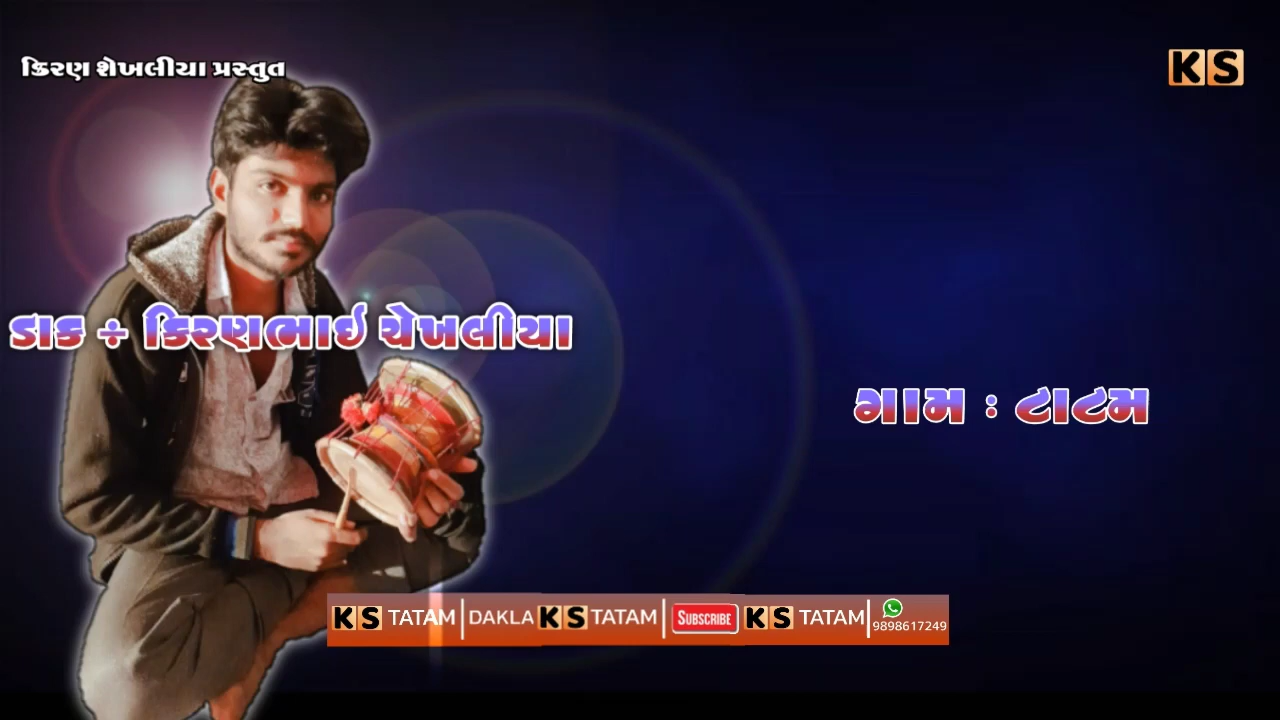 ક્રિરણ શેખલીયા પ્રસ્તુત
KS
ડાક ÷ કિરણભાઇ ચેખલીયા
ગામ : ટાટમ
KS TATAM DAKLA KS TATAM SUBSCRIBE KS TATAM 9898617249